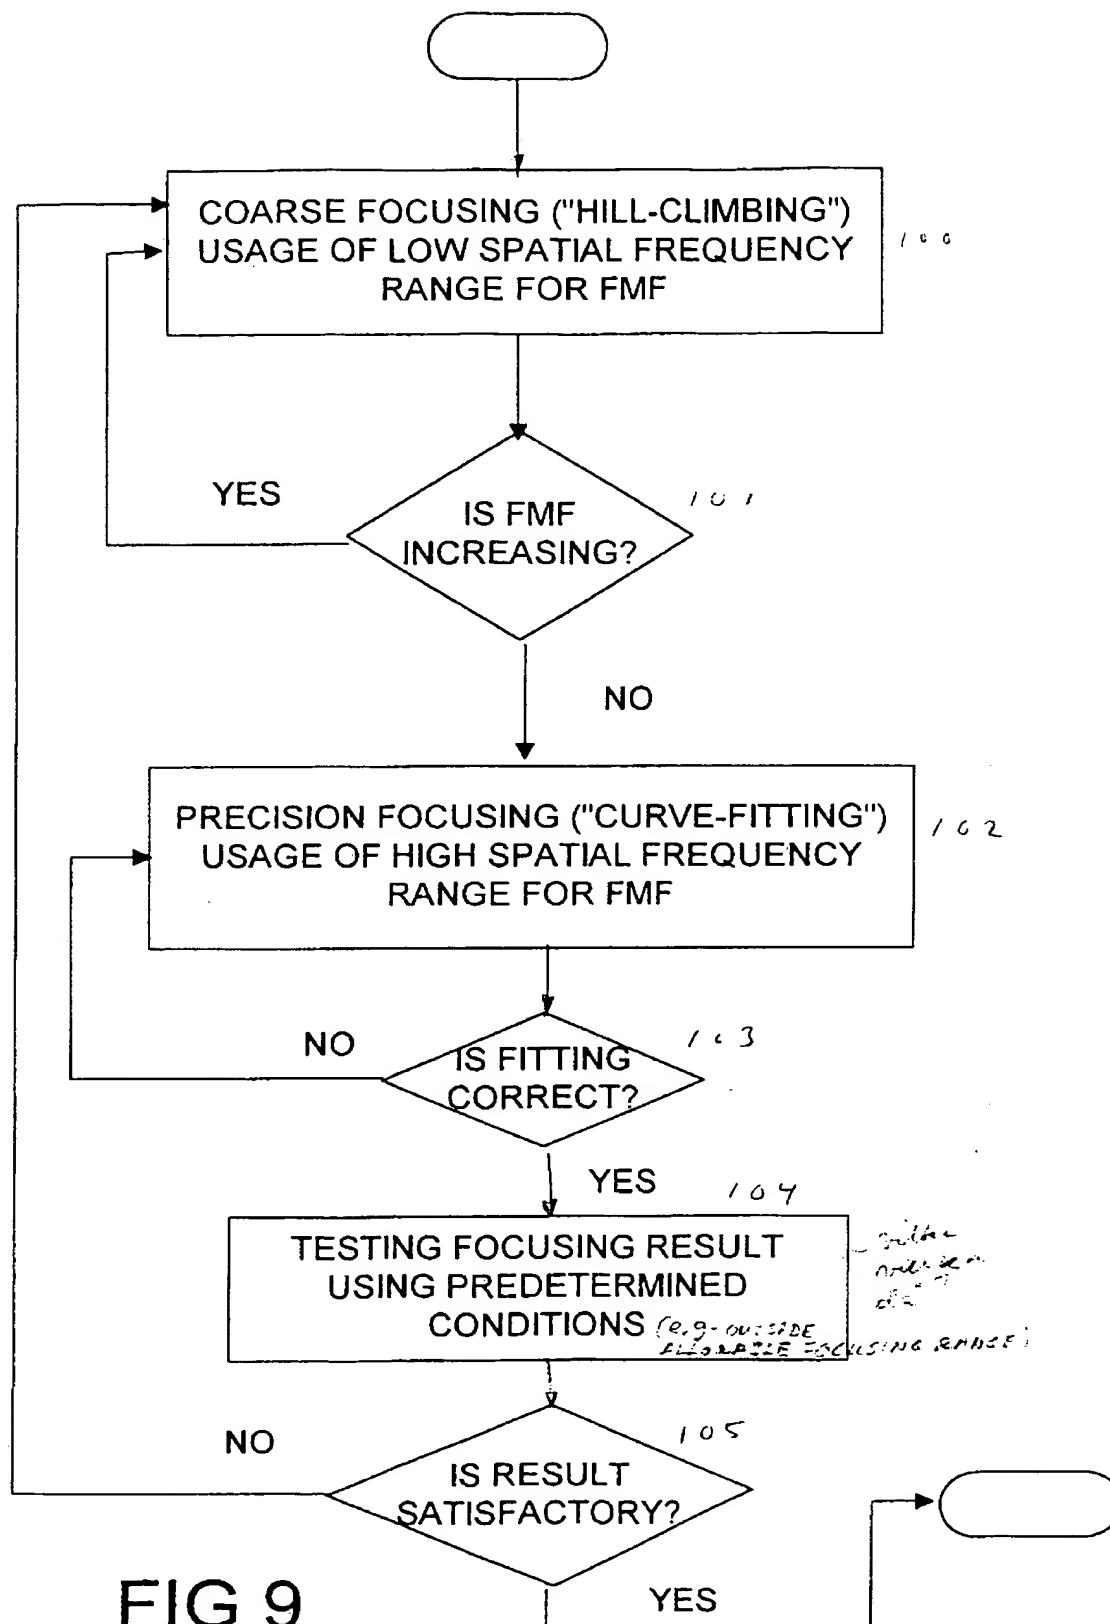 COARSE FOCUSING ("HILL-CLIMBING")
USAGE OF LOW SPATIAL FREQUENCY
RANGE FOR FMF
100
YES
101
IS FMF
INCREASING?
NO
PRECISION FOCUSING ("CURVE-FITTING")
USAGE OF HIGH SPATIAL FREQUENCY
RANGE FOR FMF
102
NO
103
IS FITTING
CORRECT?
YES
104
TESTING FOCUSING RESULT
USING PREDETERMINED
CONDITIONS (e.g. OUTSIDE
ALLOWABLE FOCUSING RANGE)
NO
105
IS RESULT
SATISFACTORY?
FIG 9
YES